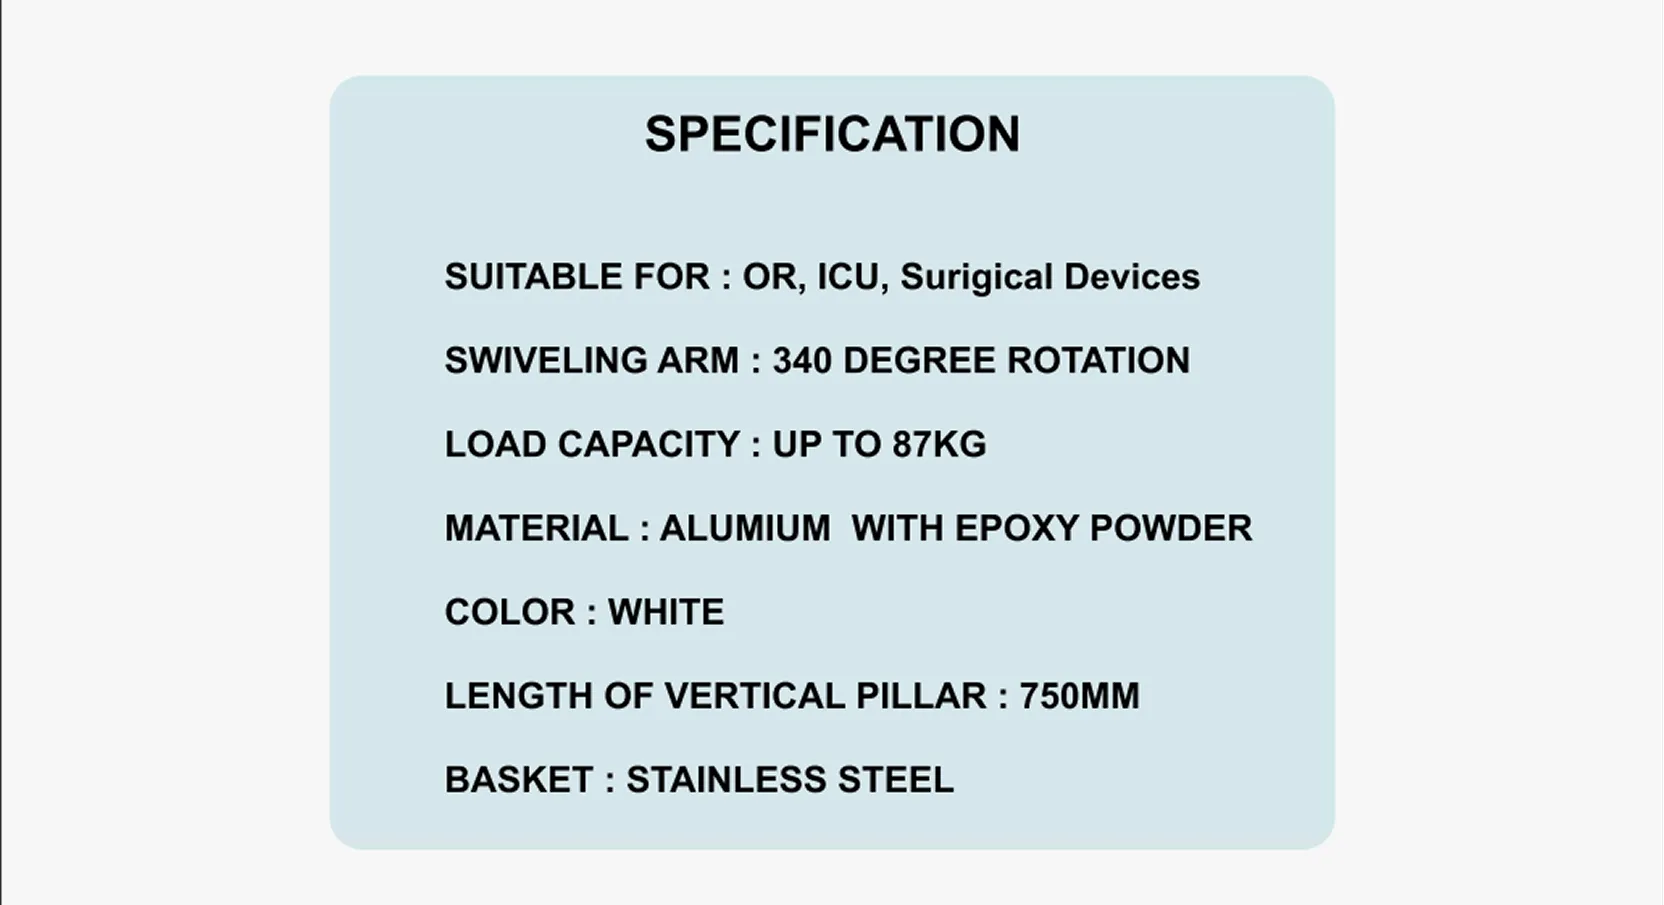 SPECIFICATION
SUITABLE FOR : OR, ICU, Surigical Devices
SWIVELING ARM : 340 DEGREE ROTATION
LOAD CAPACITY : UP TO 87KG
MATERIAL : ALUMIUM  WITH EPOXY POWDER
COLOR : WHITE
LENGTH OF VERTICAL PILLAR : 750MM
BASKET : STAINLESS STEEL